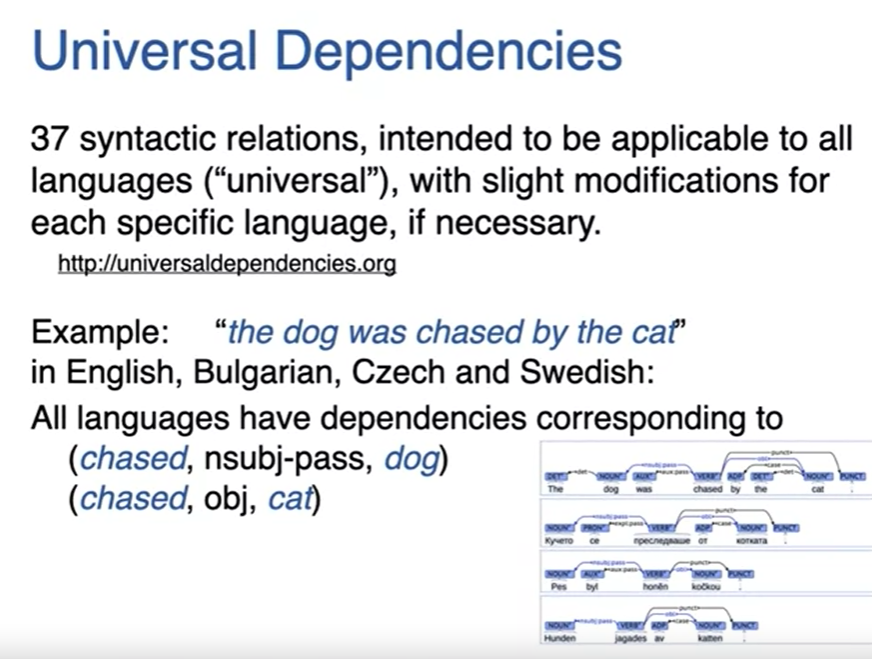 Universal Dependencies
37 syntactic relations, intended to be applicable to all
languages (“universal”), with slight modifications for
each specific language, if necessary.
http://universaldependencies.org
Example: “the dog was chased by the cat”
in English, Bulgarian, Czech and Swedish:
All languages have dependencies corresponding to
(chased, nsubj-pass, dog)
(chased, obj, cat)
punct
obl
nsubj:pass case
det aux:pass det
DET NOUN AUX VERB ADP DET NOUN PUNCT
The dog was chased by the cat .
punct
nsubj:pass obl
expl:pass case
NOUN PRON VERB ADP NOUN PUNCT
Кучето се преследваше от котката .
nsubj:pass punct
aux:pass obl
NOUN AUX VERB NOUN PUNCT
Pes byl honěn kočkou .
punct
obl
nsubj:pass case
NOUN VERB ADP NOUN PUNCT
Hunden jagades av katten .